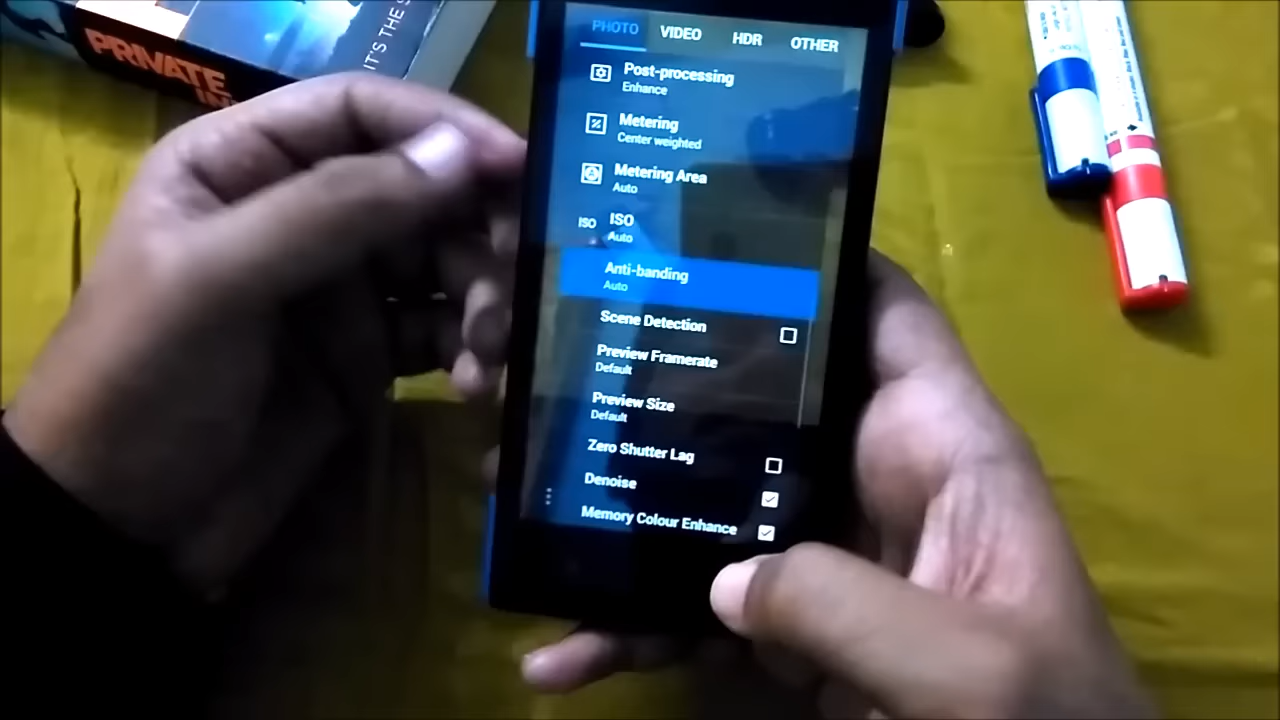 PRIVATE
IT'S THE S
PHOTO VIDEO HDR OTHER
Post-processing
Enhance
Metering
Center weighted
Metering Area
Auto
ISO ISO
Auto
Anti-banding
Auto
Scene Detection
Preview Framerate
Default
Preview Size
Default
Zero Shutter Lag
Denoise
Memory Colour Enhance